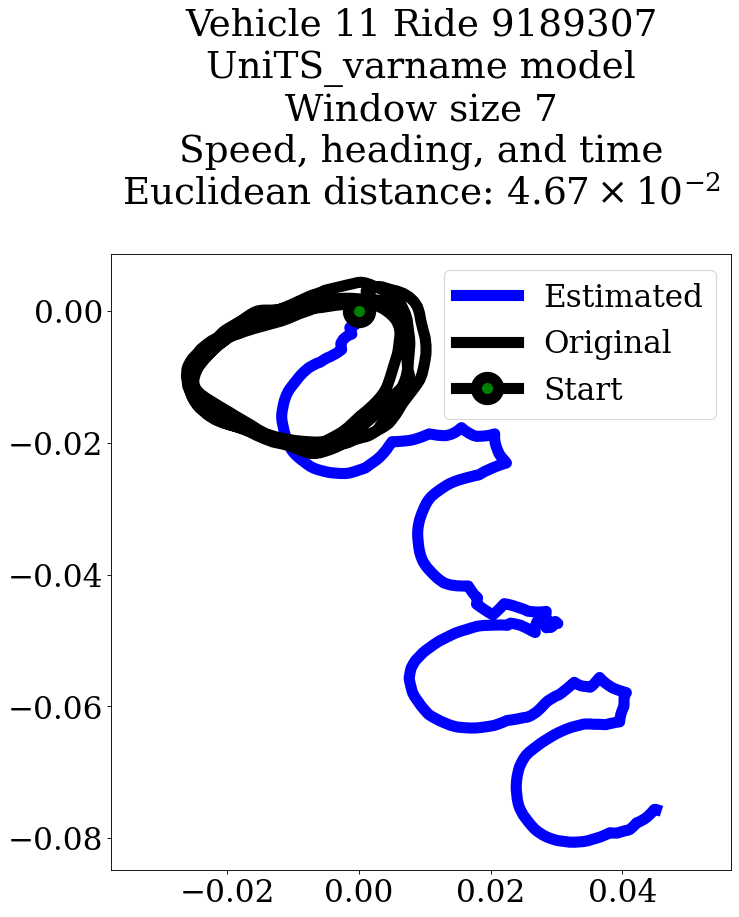 Vehicle 11 Ride 9189307
UniTS_varname model
Window size 7
Speed, heading, and time
Euclidean distance: $4.67 \times 10^{-2}$
Estimated
Original
Start
0.00
−0.02
−0.04
−0.06
−0.08
−0.02 0.00 0.02 0.04